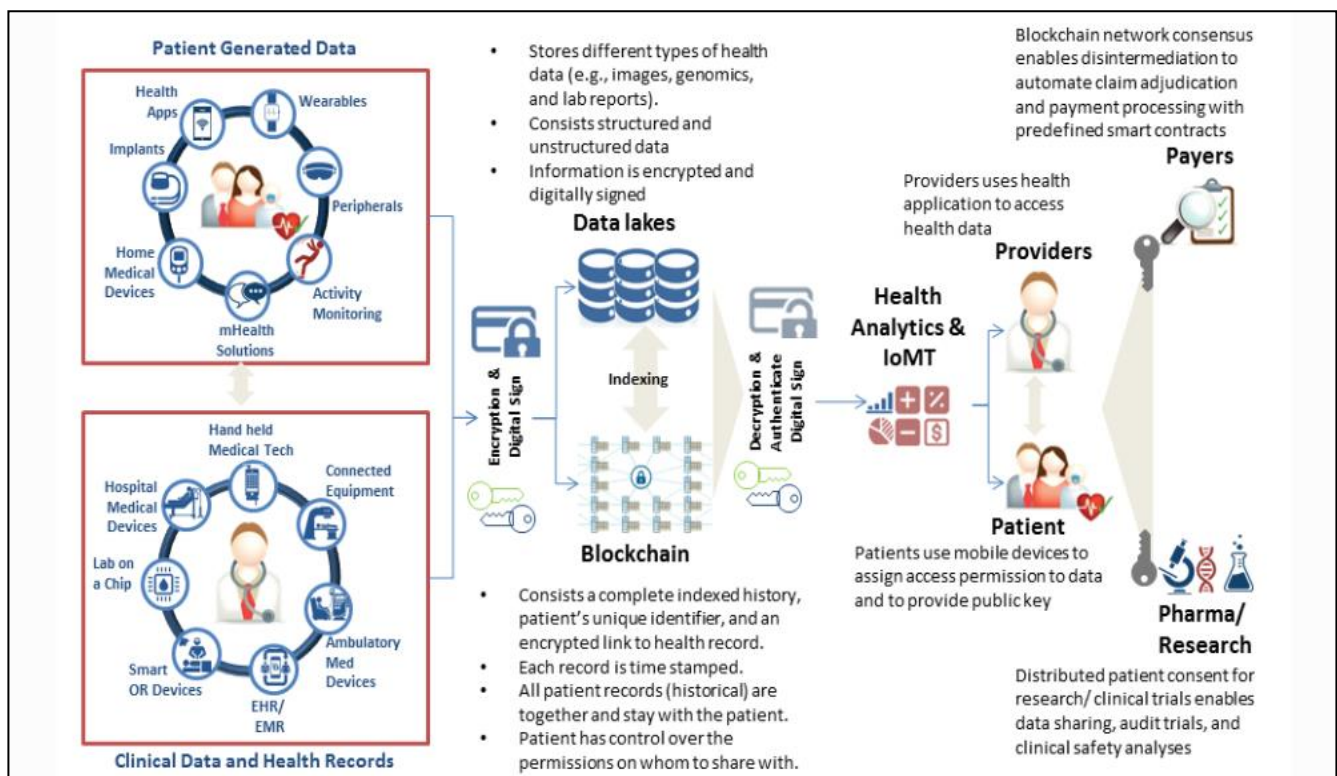 Patient Generated Data
Health
Apps
Wearables
Implants
Peripherals
Home
Medical
Devices
Activity
Monitoring
mHealth
Solutions
Hand held
Medical Tech
Connected
Equipment
Hospital
Medical
Devices
Lab on
a Chip
Ambulatory
Med
Devices
Smart
OR Devices
EHR/
EMR
Clinical Data and Health Records
Encryption &
Digital Sign
• Stores different types of health
data (e.g., images, genomics,
and lab reports).
• Consists structured and
unstructured data
• Information is encrypted and
digitally signed
Data lakes
Indexing
Blockchain
• Consists a complete indexed history,
patient's unique identifier, and an
encrypted link to health record.
• Each record is time stamped.
• All patient records (historical) are
together and stay with the patient.
• Patient has control over the
permissions on whom to share with.
Decryption &
Authenticate
Digital Sign
Health
Analytics &
IoMT
$
Providers uses health
application to access
health data
Providers
Patient
Patients use mobile devices to
assign access permission to data
and to provide public key
Blockchain network consensus
enables disintermediation to
automate claim adjudication
and payment processing with
predefined smart contracts
Payers
Pharma/
Research
Distributed patient consent for
research/ clinical trials enables
data sharing, audit trials, and
clinical safety analyses